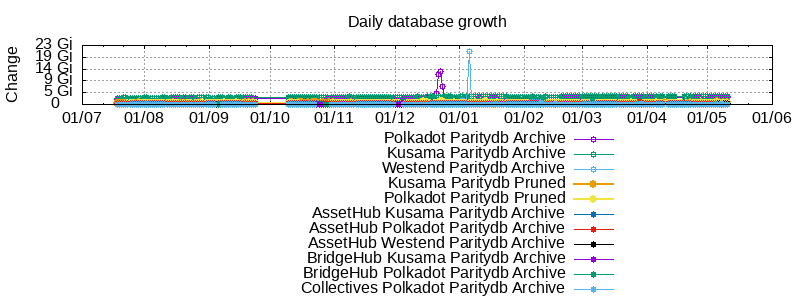 Daily database growth
Change
23 Gi
19 Gi
14 Gi
9 Gi
5 Gi
0
01/07 01/08 01/09 01/10 01/11 01/12 01/01 01/02 01/03 01/04 01/05 01/06
Polkadot Paritydb Archive
Kusama Paritydb Archive
Westend Paritydb Archive
Kusama Paritydb Pruned
Polkadot Paritydb Pruned
AssetHub Kusama Paritydb Archive
AssetHub Polkadot Paritydb Archive
AssetHub Westend Paritydb Archive
BridgeHub Kusama Paritydb Archive
BridgeHub Polkadot Paritydb Archive
Collectives Polkadot Paritydb Archive